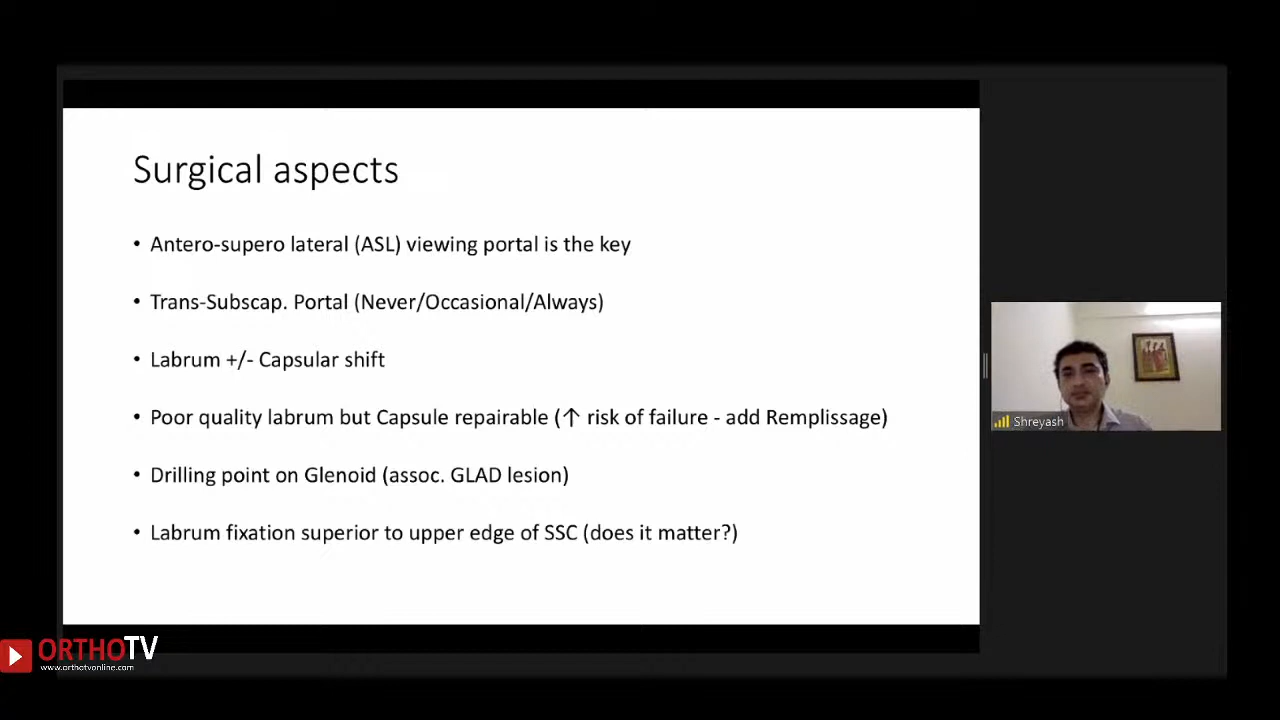 Surgical aspects
• Antero-supero lateral (ASL) viewing portal is the key
• Trans-Subscap. Portal (Never/Occasional/Always)
• Labrum +/- Capsular shift
• Poor quality labrum but Capsule repairable (↑ risk of failure - add Remplissage)
• Drilling point on Glenoid (assoc. GLAD lesion)
• Labrum fixation superior to upper edge of SSC (does it matter?)
Shreyash
ORTHOTV
www.orthotvonline.com